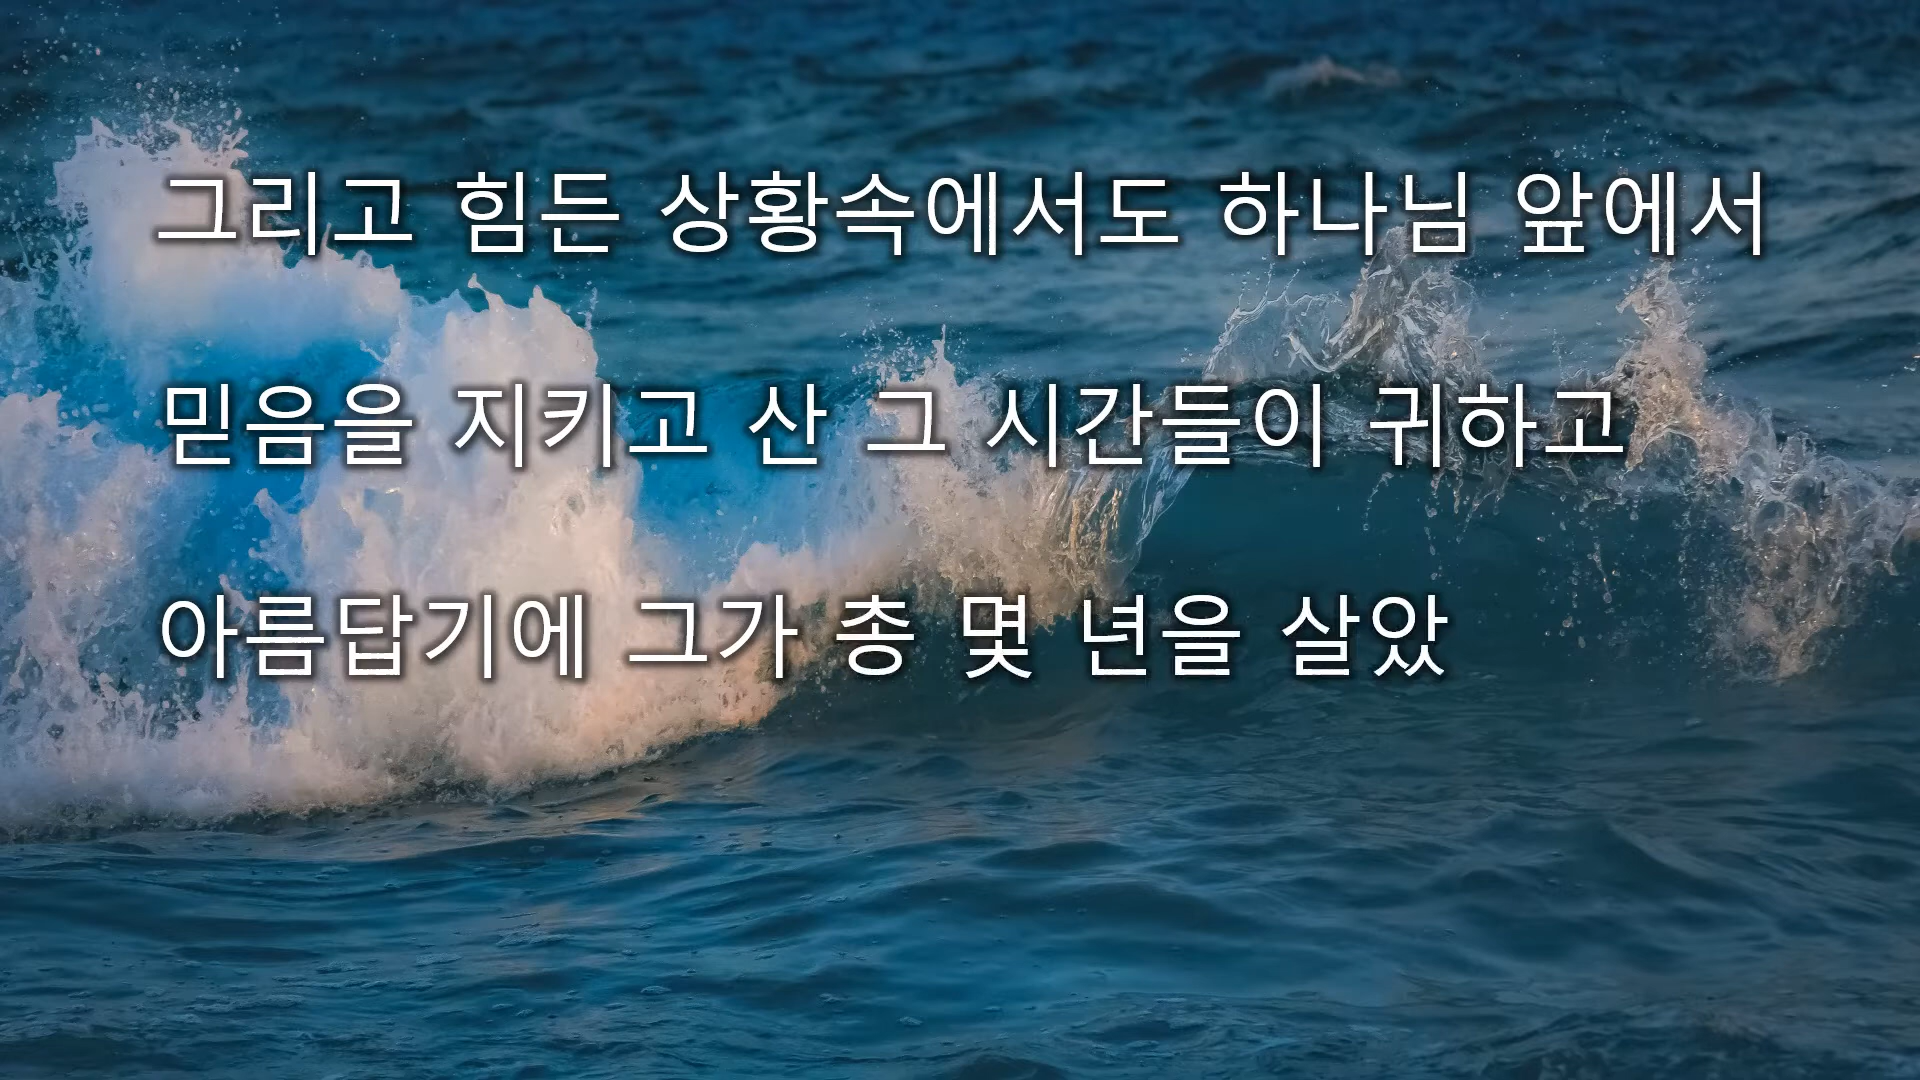 그리고 힘든 상황속에서도 하나님 앞에서
믿음을 지키고 산 그 시간들이 귀하고
아름답기에 그가 총 몇 년을 살았